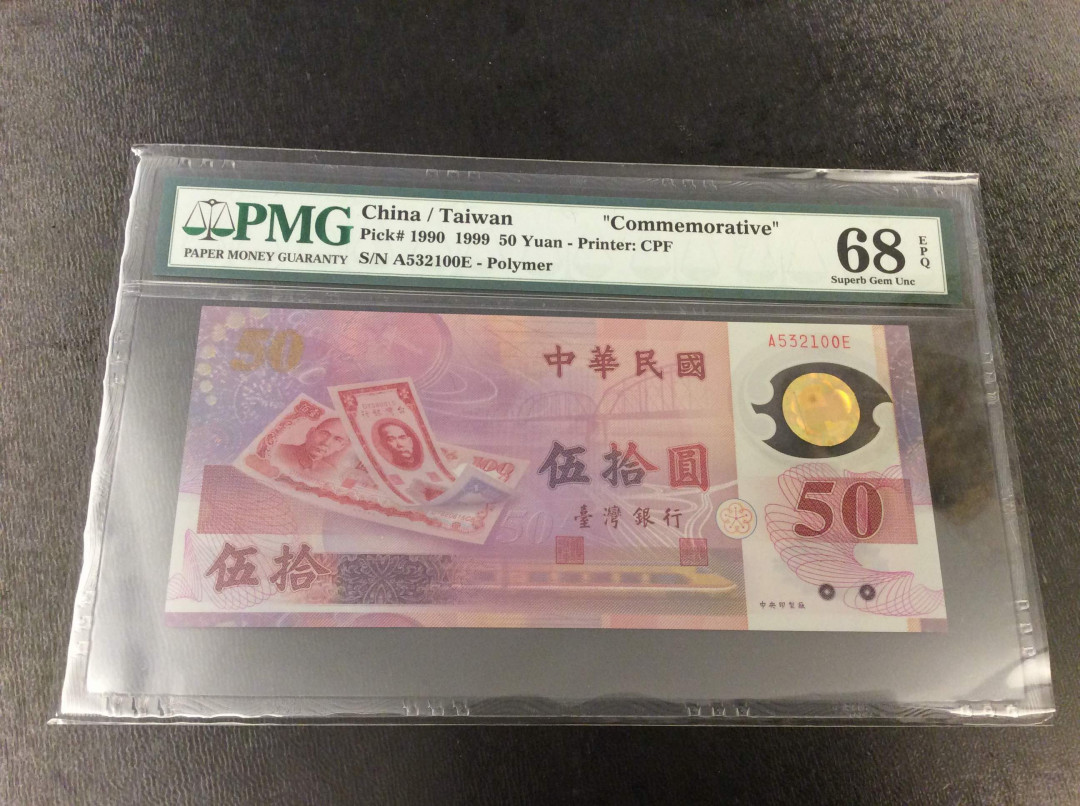 PMG
PAPER MONEY GUARANTY
China / Taiwan "Commemorative"
Pick# 1990 1999 50 Yuan - Printer: CPF
S/N A532100E - Polymer
68 EPQ
Superb Gem Unc
50
中華民國
A532100E
伍拾圓
100
50
臺灣銀行
50
伍拾
中央印製廠